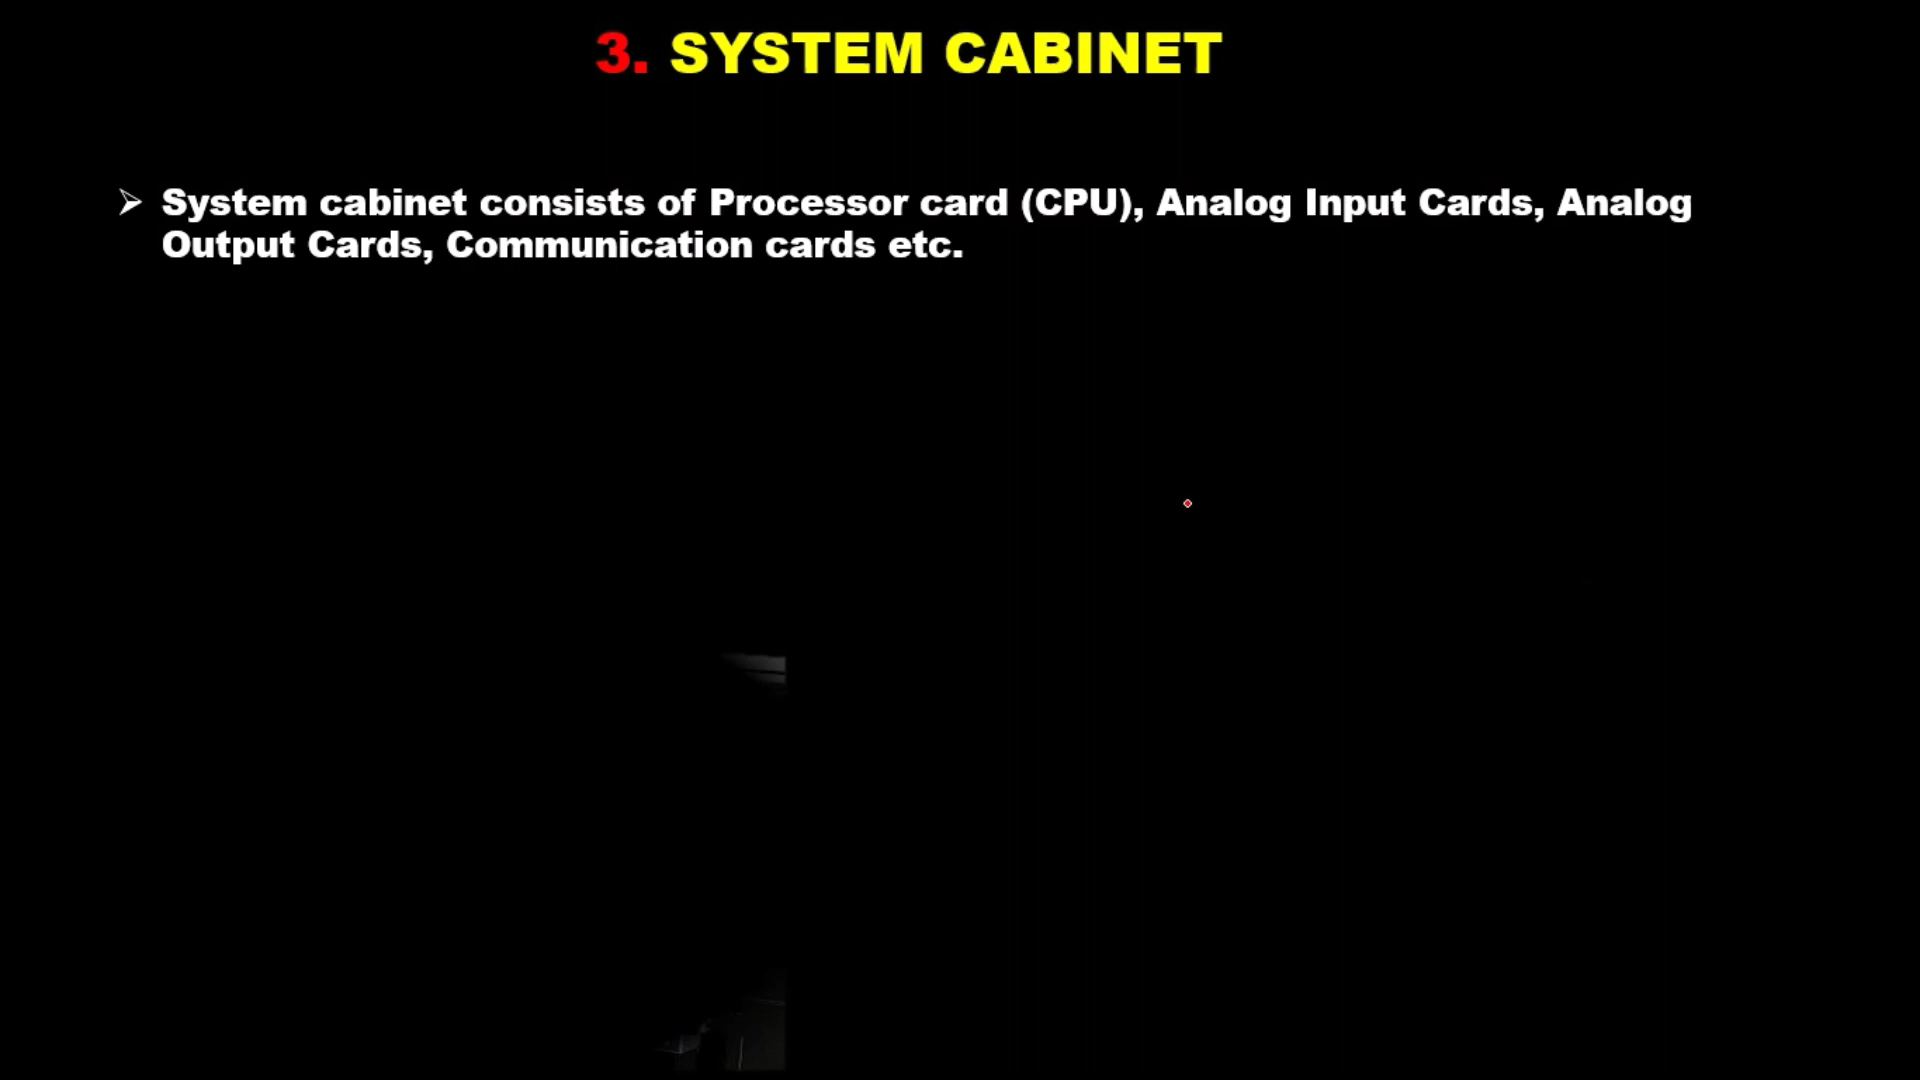 3. SYSTEM CABINET
System cabinet consists of Processor card (CPU), Analog Input Cards, Analog
Output Cards, Communication cards etc.